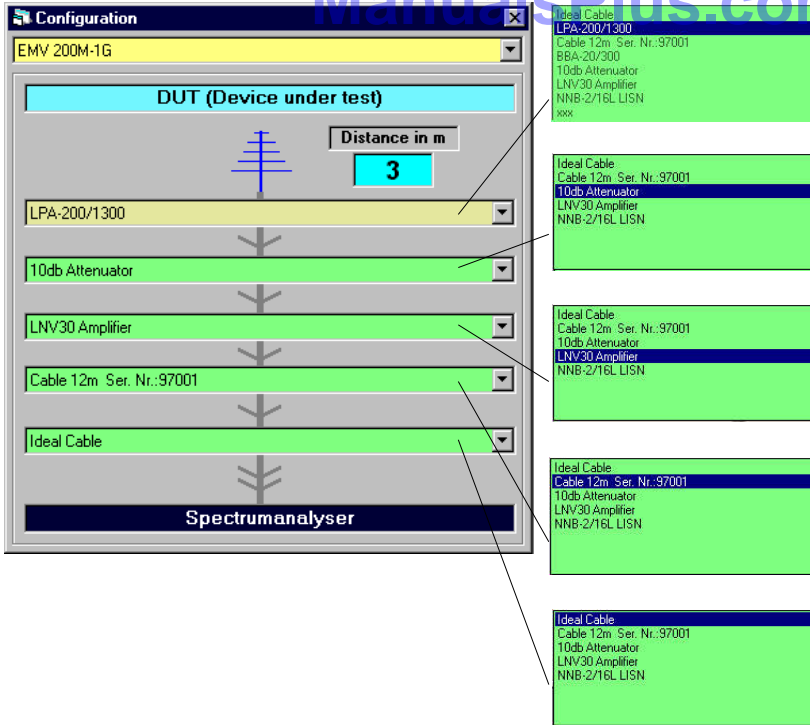 ManualsPlus.com
Configuration
EMV 200M-1G
DUT (Device under test)
Distance in m
3
LPA-200/1300
10db Attenuator
LNV30 Amplifier
Cable 12m Ser. Nr.:97001
Ideal Cable
Spectrumanalyser
Ideal Cable
LPA-200/1300
Cable 12m Ser. Nr.:97001
BBA-20/300
10db Attenuator
LNV30 Amplifier
NNB-2/16L LISN
xxx
Ideal Cable
Cable 12m Ser. Nr.:97001
10db Attenuator
LNV30 Amplifier
NNB-2/16L LISN
Ideal Cable
Cable 12m Ser. Nr.:97001
10db Attenuator
LNV30 Amplifier
NNB-2/16L LISN
Ideal Cable
Cable 12m Ser. Nr.:97001
10db Attenuator
LNV30 Amplifier
NNB-2/16L LISN
Ideal Cable
Cable 12m Ser. Nr.:97001
10db Attenuator
LNV30 Amplifier
NNB-2/16L LISN